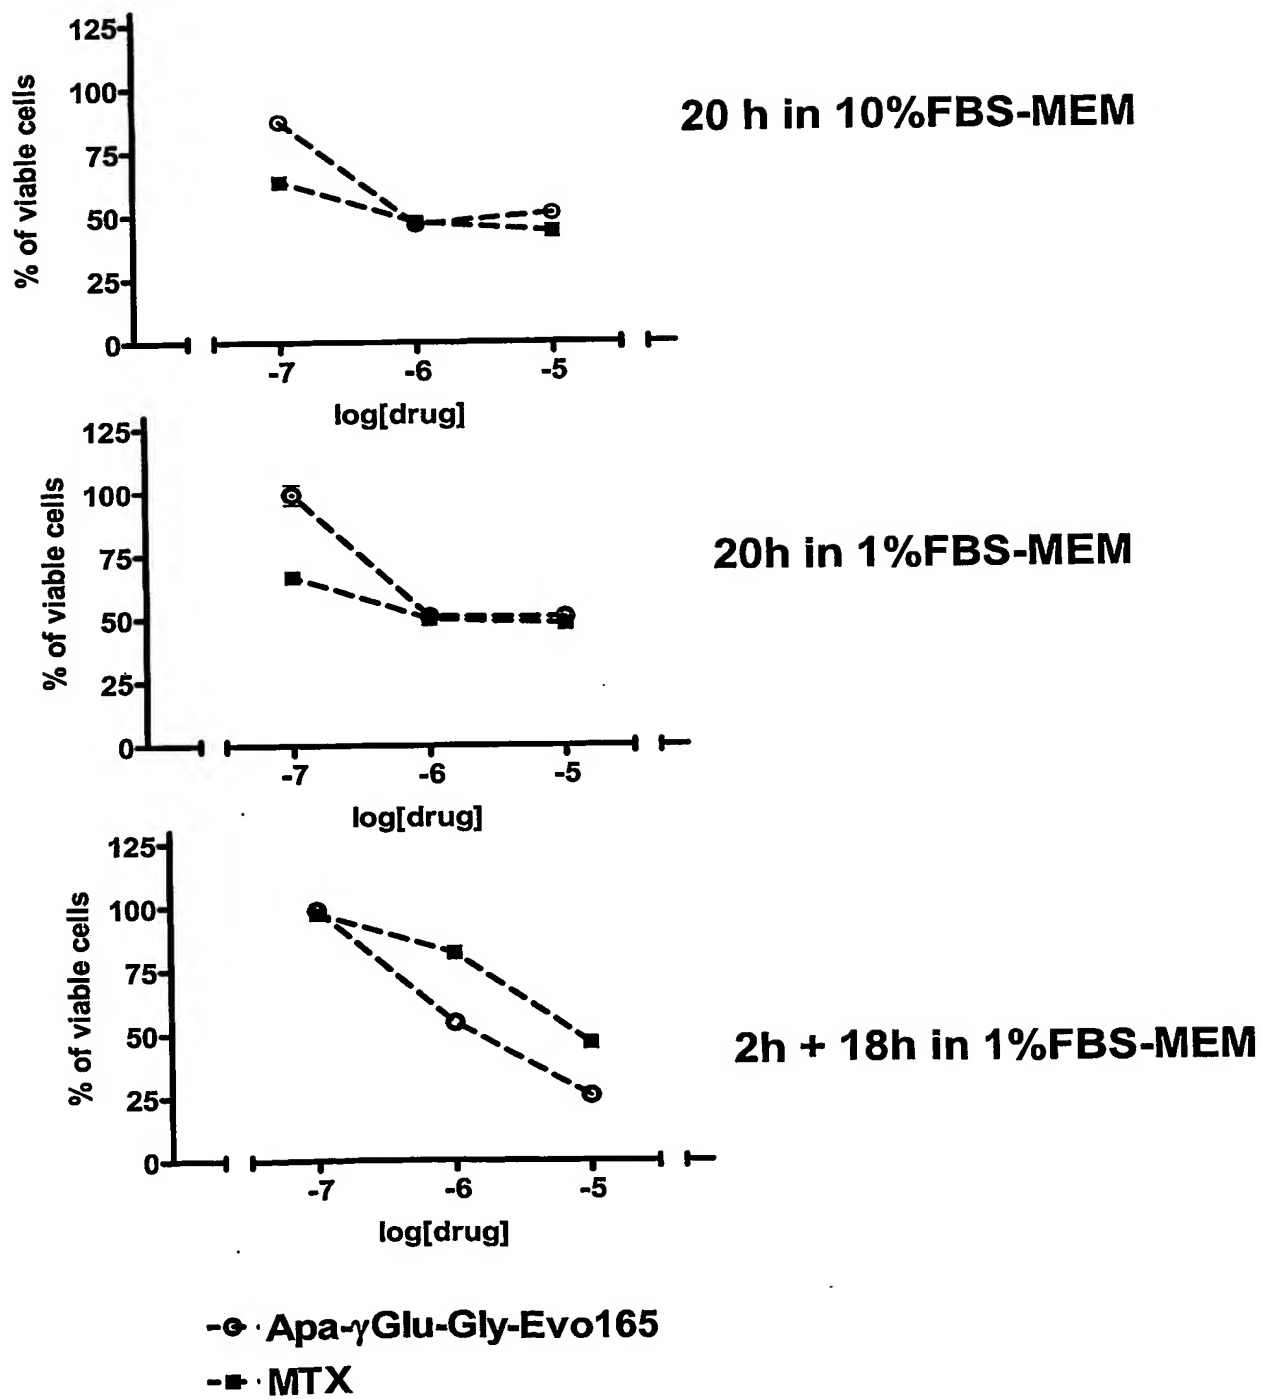 125
100
75
50
25
0
% of viable cells
20 h in 10%FBS-MEM
-7 -6 -5
log[drug]
125
100
75
50
25
0
% of viable cells
20h in 1%FBS-MEM
-7 -6 -5
log[drug]
125
100
75
50
25
0
% of viable cells
2h + 18h in 1%FBS-MEM
-7 -6 -5
log[drug]
Apa-γGlu-Gly-Evo165
MTX